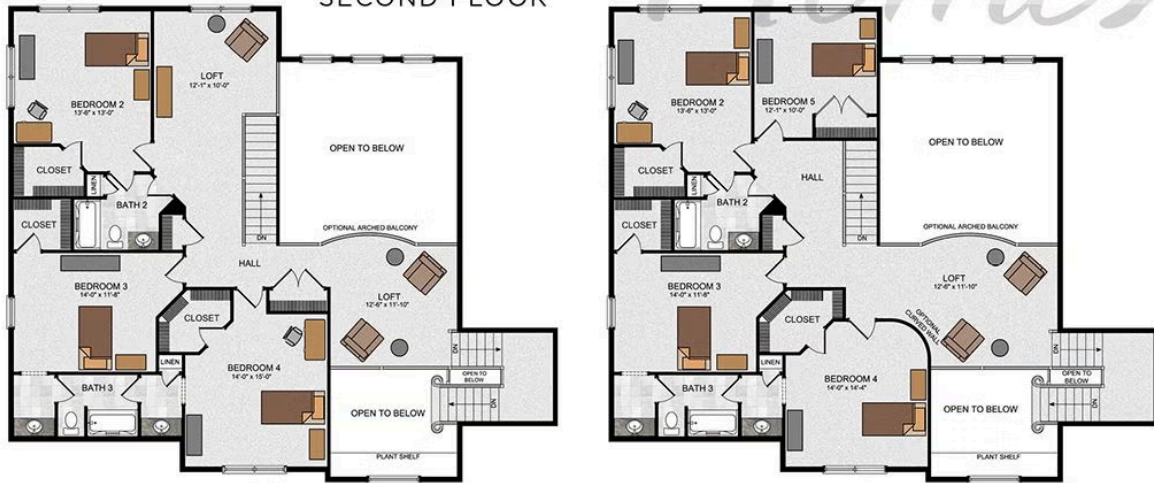 SECOND FLOOR
LOFT
12'-1" x 10'-0"
BEDROOM 2
13'-6" x 13'-0"
OPEN TO BELOW
CLOSET
LINEN
BATH 2
CLOSET
DN
OPTIONAL ARCHED BALCONY
HALL
BEDROOM 3
14'-0" x 11'-6"
LOFT
12'-6" x 11'-10"
CLOSET
DN
LINEN
BEDROOM 4
14'-0" x 15'-0"
OPEN TO
BELOW
BATH 3
DN
OPEN TO BELOW
PLANT SHELF
Homes
BEDROOM 2
13'-6" x 13'-0"
BEDROOM 5
12'-1" x 10'-0"
OPEN TO BELOW
CLOSET
HALL
LINEN
BATH 2
CLOSET
DN
OPTIONAL ARCHED BALCONY
BEDROOM 3
14'-0" x 11'-6"
LOFT
12'-6" x 11'-10"
CLOSET
OPTIONAL
CURVED WALL
DN
LINEN
BEDROOM 4
14'-0" x 14'-4"
OPEN TO
BELOW
BATH 3
DN
OPEN TO BELOW
PLANT SHELF